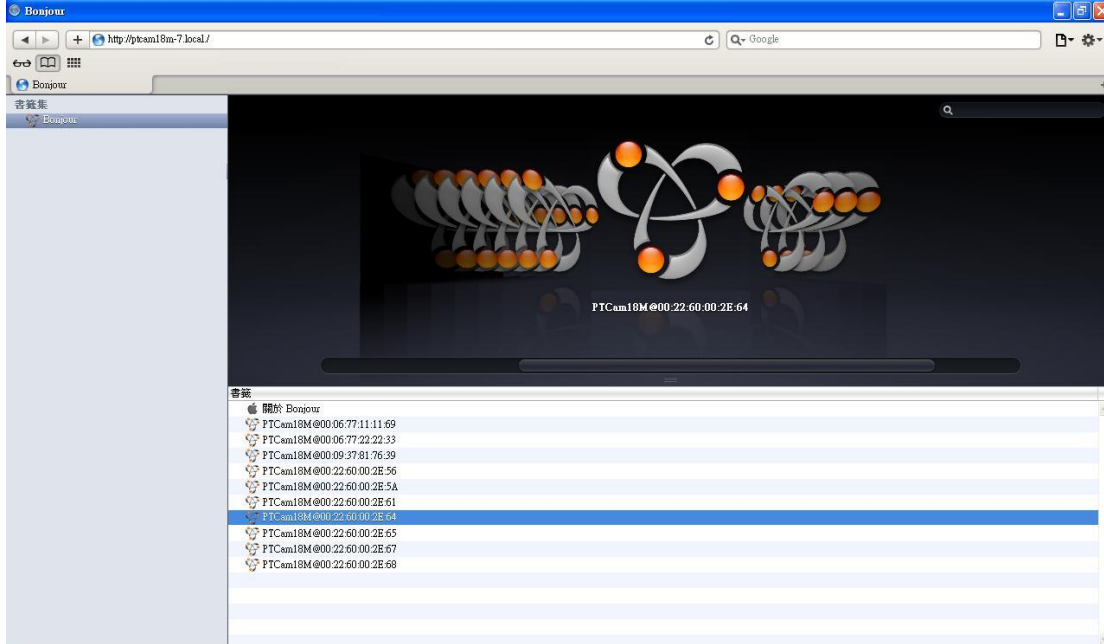 Bonjour
http://ptcam18m-7.local./
Google
Bonjour
書籤集
Bonjour
PTCam18M@00:22:60:00:2E:64
書籤
關於 Bonjour
PTCam18M@00:06:77:11:11:69
PTCam18M@00:06:77:22:22:33
PTCam18M@00:09:37:81:76:39
PTCam18M@00:22:60:00:2E:56
PTCam18M@00:22:60:00:2E:5A
PTCam18M@00:22:60:00:2E:61
PTCam18M@00:22:60:00:2E:64
PTCam18M@00:22:60:00:2E:65
PTCam18M@00:22:60:00:2E:67
PTCam18M@00:22:60:00:2E:68